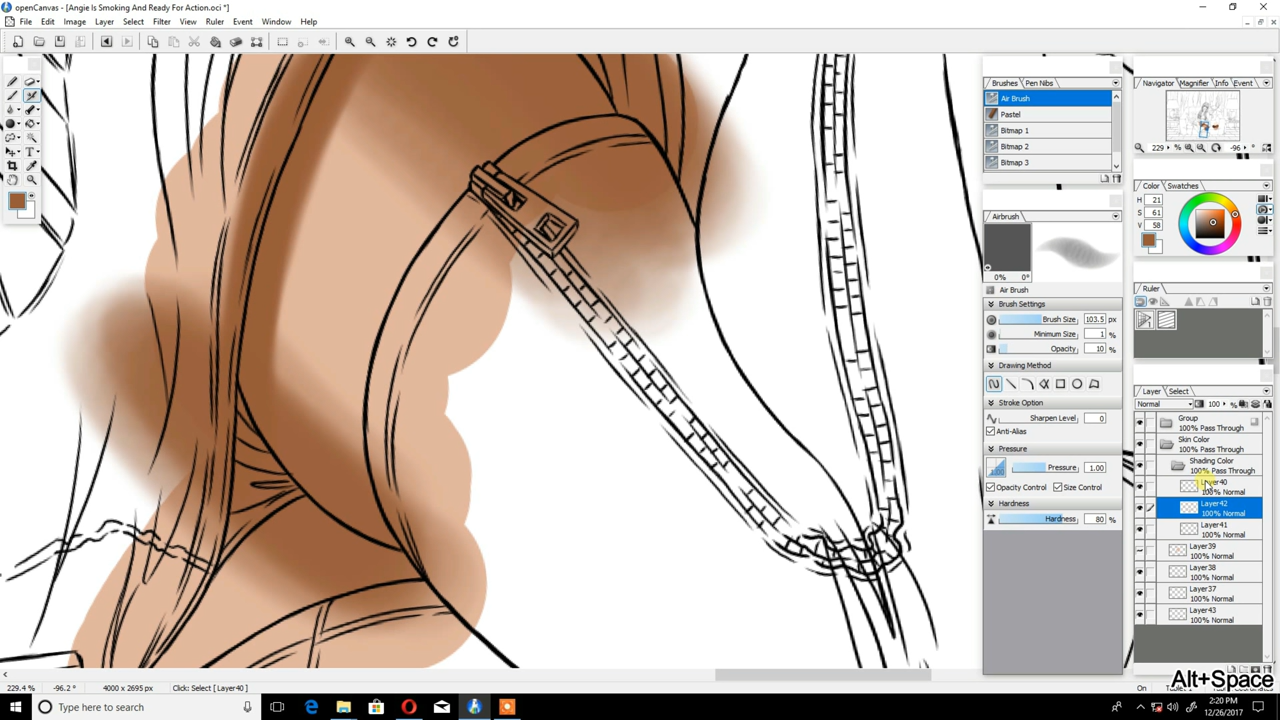 openCanvas - [Angie Is Smoking And Ready For Action.oci *]
File Edit Image Layer Select Filter View Ruler Event Window Help
Brushes Pen Nibs
Air Brush
Pastel
Bitmap 1
Bitmap 2
Bitmap 3
Airbrush
0% 0°
Air Brush
Brush Settings
Brush Size 103.5 px
Minimum Size 1 %
Opacity 10 %
Drawing Method
Stroke Option
Sharpen Level 0
Anti-Alias
Pressure
Pressure 1.00
Opacity Control Size Control
Hardness
Hardness 80 %
Navigator Magnifier Info Event
229 % -96 °
Color Swatches
H 21
S 61
V 58
Ruler
Layer Select
Normal 100 %
Group
100% Pass Through
Skin Color
100% Pass Through
Shading Color
100% Pass Through
Layer40
100% Normal
Layer42
100% Normal
Layer41
100% Normal
Layer39
100% Normal
Layer38
100% Normal
Layer37
100% Normal
Layer43
100% Normal
Alt+Space
229.4 % -96.2 ° 4000 x 2695 px Click: Select [ Layer40 ]
On
Type here to search
2:20 PM
12/26/2017